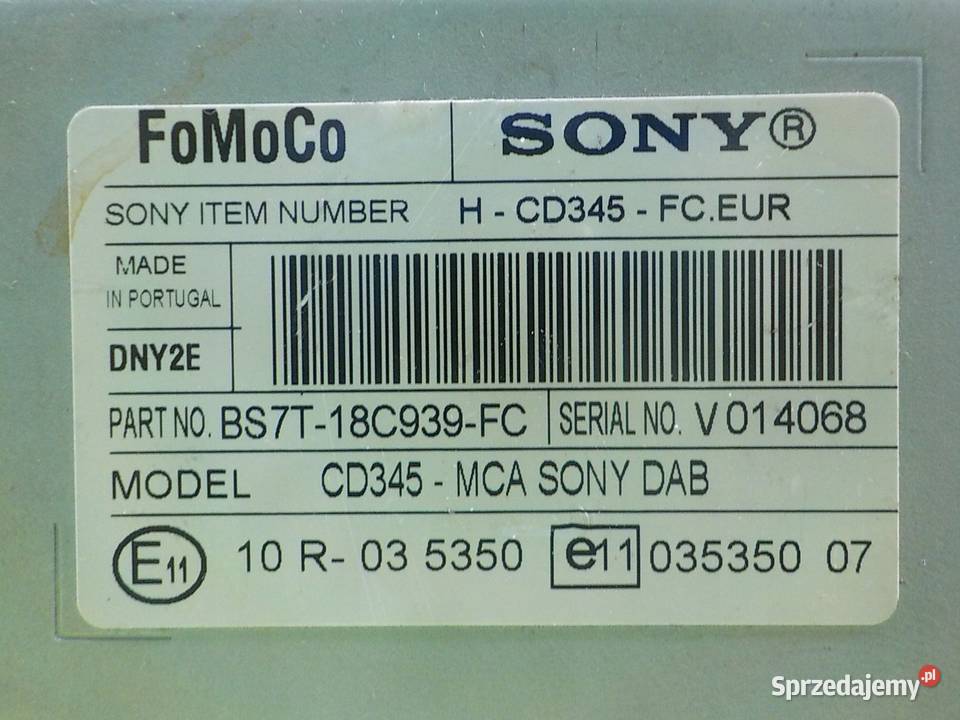 FoMoCo SONY®
SONY ITEM NUMBER H - CD345 - FC.EUR
MADE
IN PORTUGAL
DNY2E
PART NO. BS7T-18C939-FC SERIAL NO. V014068
MODEL CD345 - MCA SONY DAB
E11 10 R- 03 5350 e11 035350 07
Sprzedajemy.pl